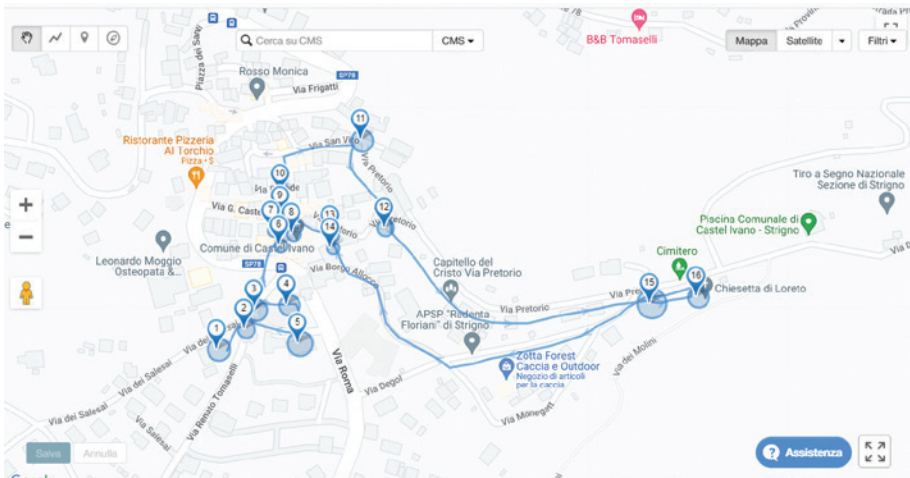 Cerca su CMS
CMS
Mappa
Satellite
Filtri
B&B Tomaselli
Piazza dei
Rosso Monica
SP78
Via Frigatti
11
Ristorante Pizzeria
Al Torchio
Pizza • $
Via San Vito
Via Pretorio
10
9
Via G. Caste
7
8
13
12
6
14
Pretorio
Tiro a Segno Nazionale
Sezione di Strigno
Piscina Comunale di
Castel Ivano - Strigno
Comune di Castel Ivano
Leonardo Moggio
Osteopata &...
SP78
Via Borgo Allocco
Capitello del
Cristo Via Pretorio
Cimitero
4
3
2
1
5
15
16
Chiesetta di Loreto
Via Pretorio
APSP "Redenta
Floriani" di Strigno
Via dei Salesai
Via Roma
Zotta Forest
Caccia e Outdoor
Negozio di articoli
per la caccia
Via dei Molini
Via Degol
Via dei Salesai
Via Renato Tomaselli
Via Salesai
Via Monegatt
Salva
Annulla
Assistenza